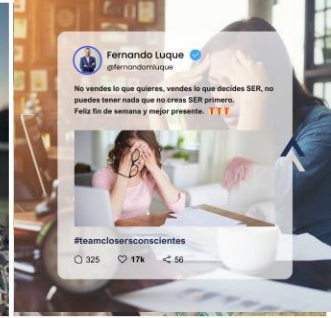 Fernando Luque
@fernandomluque
No vendes lo que quieres, vendes lo que decides SER, no
puedes tener nada que no creas SER primero.
Feliz fin de semana y mejor presente.
#teamclosersconscientes
325 17k 56